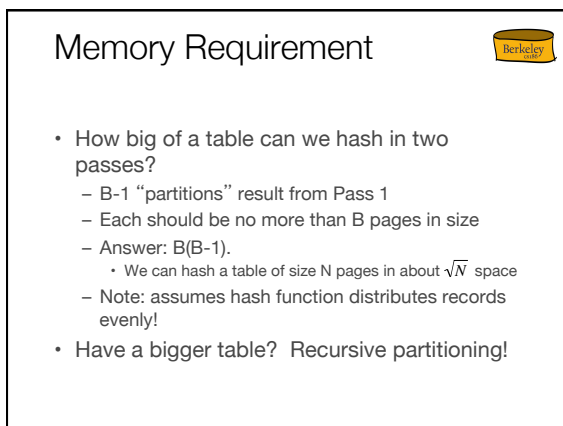 Memory Requirement
Berkeley
cs186
• How big of a table can we hash in two
passes?
– B-1 “partitions” result from Pass 1
– Each should be no more than B pages in size
– Answer: B(B-1).
• We can hash a table of size N pages in about √N space
– Note: assumes hash function distributes records
evenly!
• Have a bigger table? Recursive partitioning!